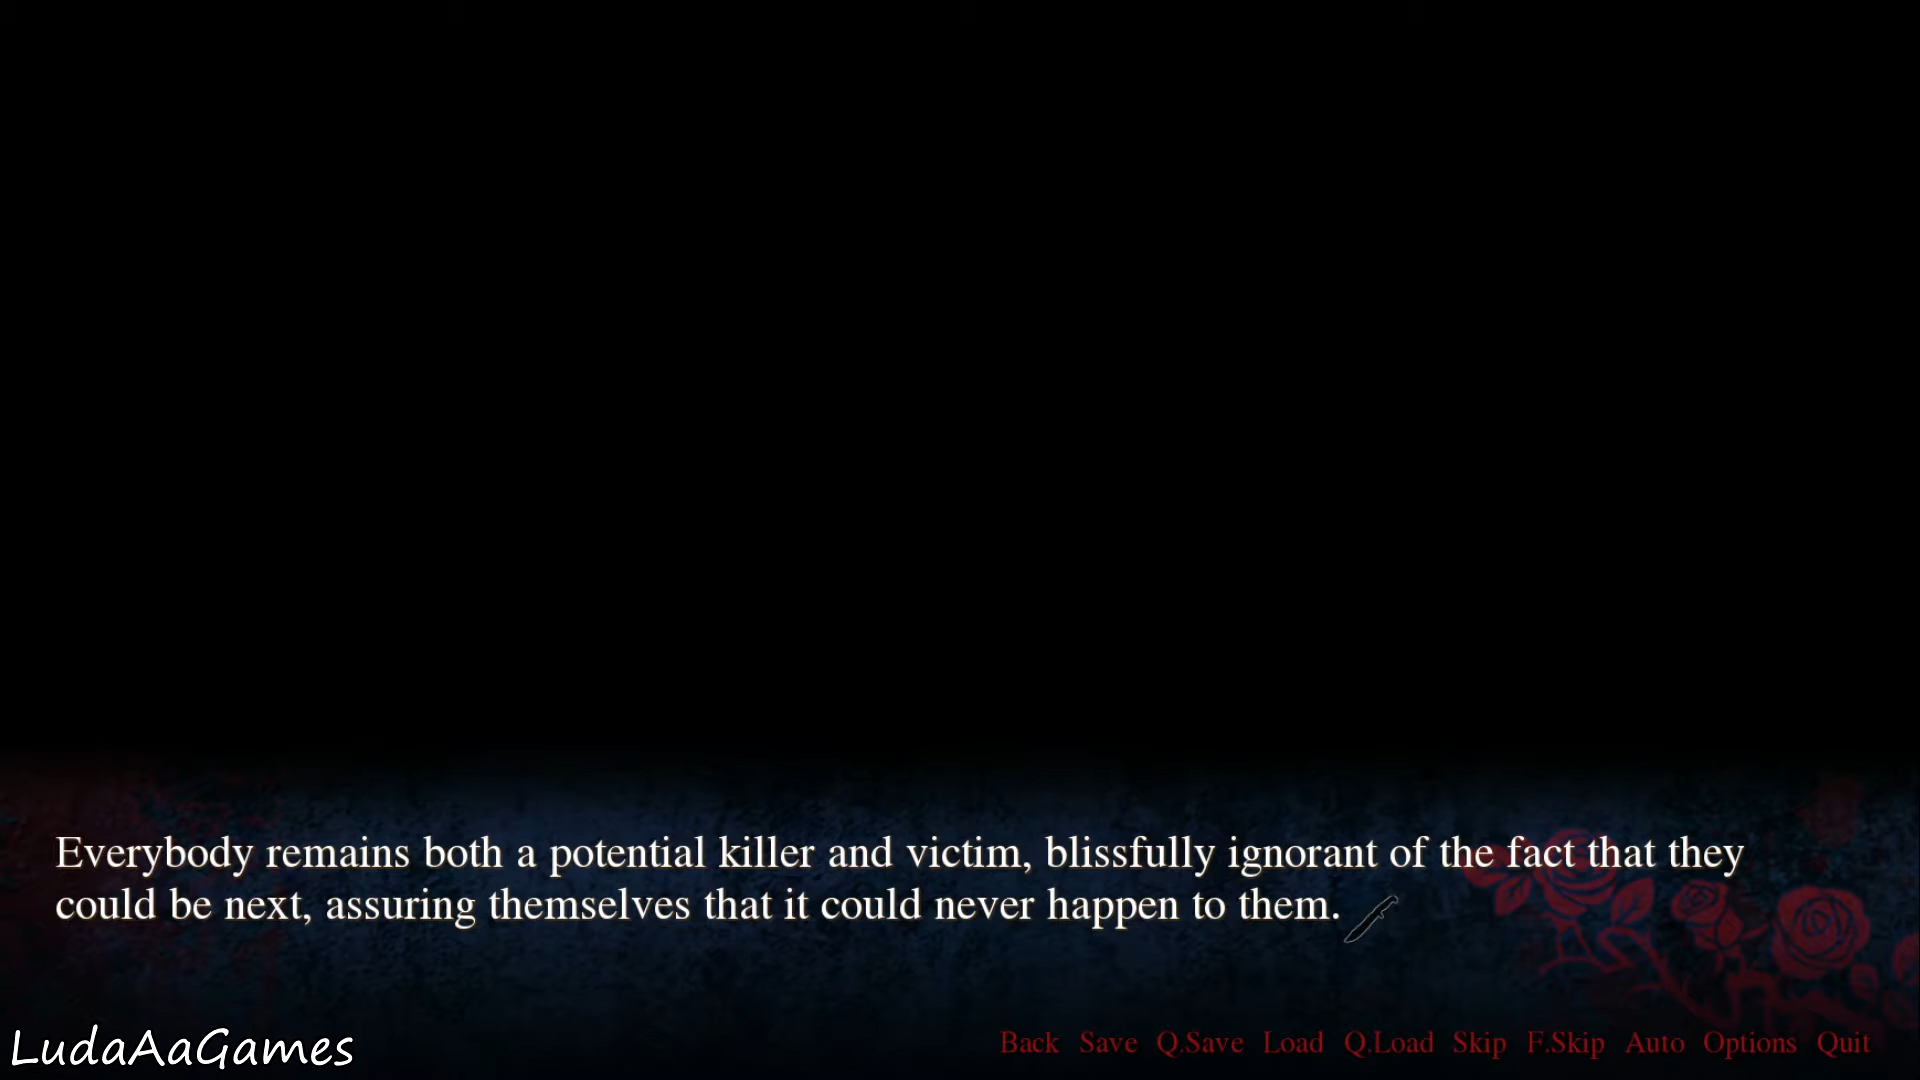 Everybody remains both a potential killer and victim, blissfully ignorant of the fact that they
could be next, assuring themselves that it could never happen to them.
LudaAaGames
Back Save Q.Save Load Q.Load Skip F.Skip Auto Options Quit